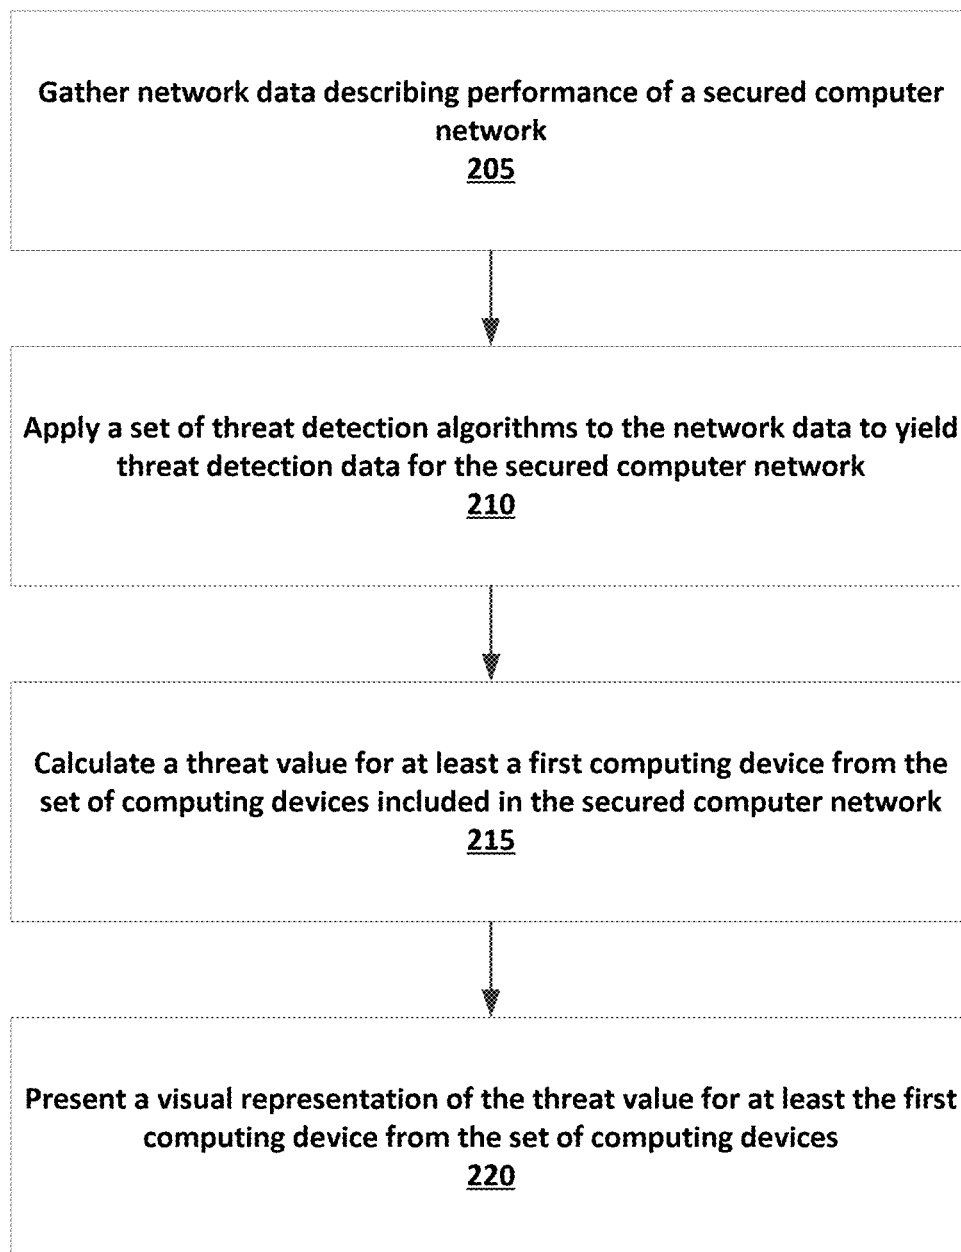 Gather network data describing performance of a secured computer
network
205
Apply a set of threat detection algorithms to the network data to yield
threat detection data for the secured computer network
210
Calculate a threat value for at least a first computing device from the
set of computing devices included in the secured computer network
215
Present a visual representation of the threat value for at least the first
computing device from the set of computing devices
220